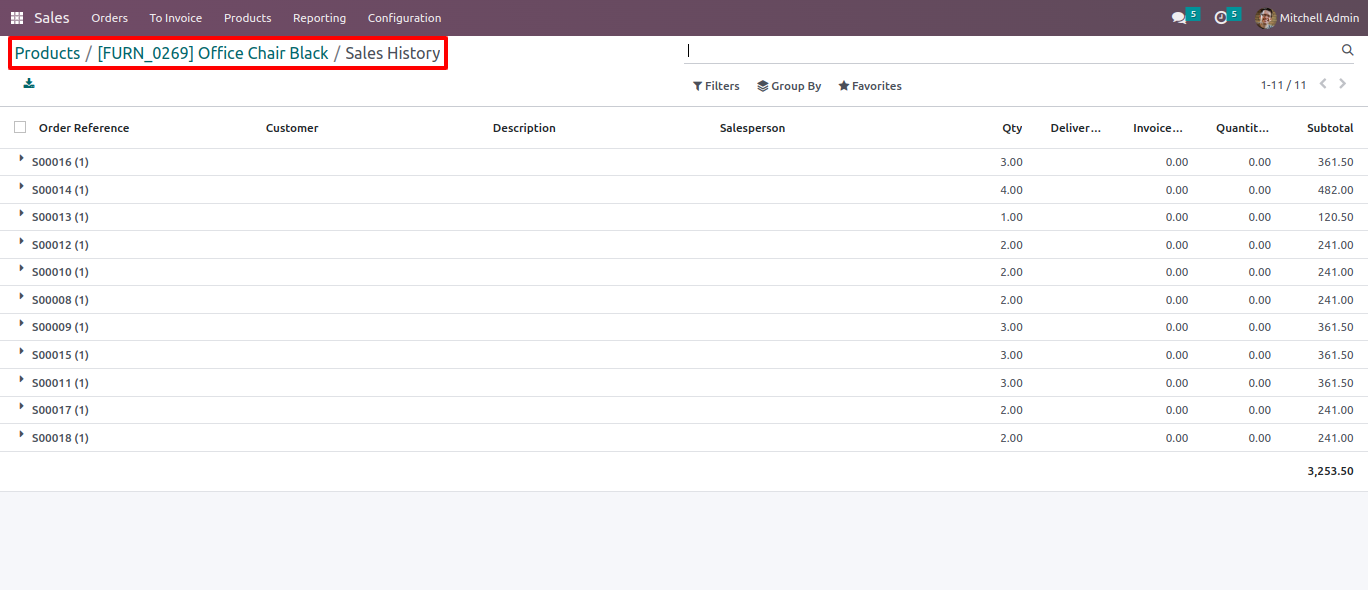 Sales Orders To Invoice Products Reporting Configuration 5 5 Mitchell Admin
Products / [FURN_0269] Office Chair Black / Sales History
Filters Group By Favorites 1-11 / 11
Order Reference Customer Description Salesperson Qty Deliver... Invoice... Quantit... Subtotal
S00016 (1) 3.00 0.00 0.00 361.50
S00014 (1) 4.00 0.00 0.00 482.00
S00013 (1) 1.00 0.00 0.00 120.50
S00012 (1) 2.00 0.00 0.00 241.00
S00010 (1) 2.00 0.00 0.00 241.00
S00008 (1) 2.00 0.00 0.00 241.00
S00009 (1) 3.00 0.00 0.00 361.50
S00015 (1) 3.00 0.00 0.00 361.50
S00011 (1) 3.00 0.00 0.00 361.50
S00017 (1) 2.00 0.00 0.00 241.00
S00018 (1) 2.00 0.00 0.00 241.00
3,253.50